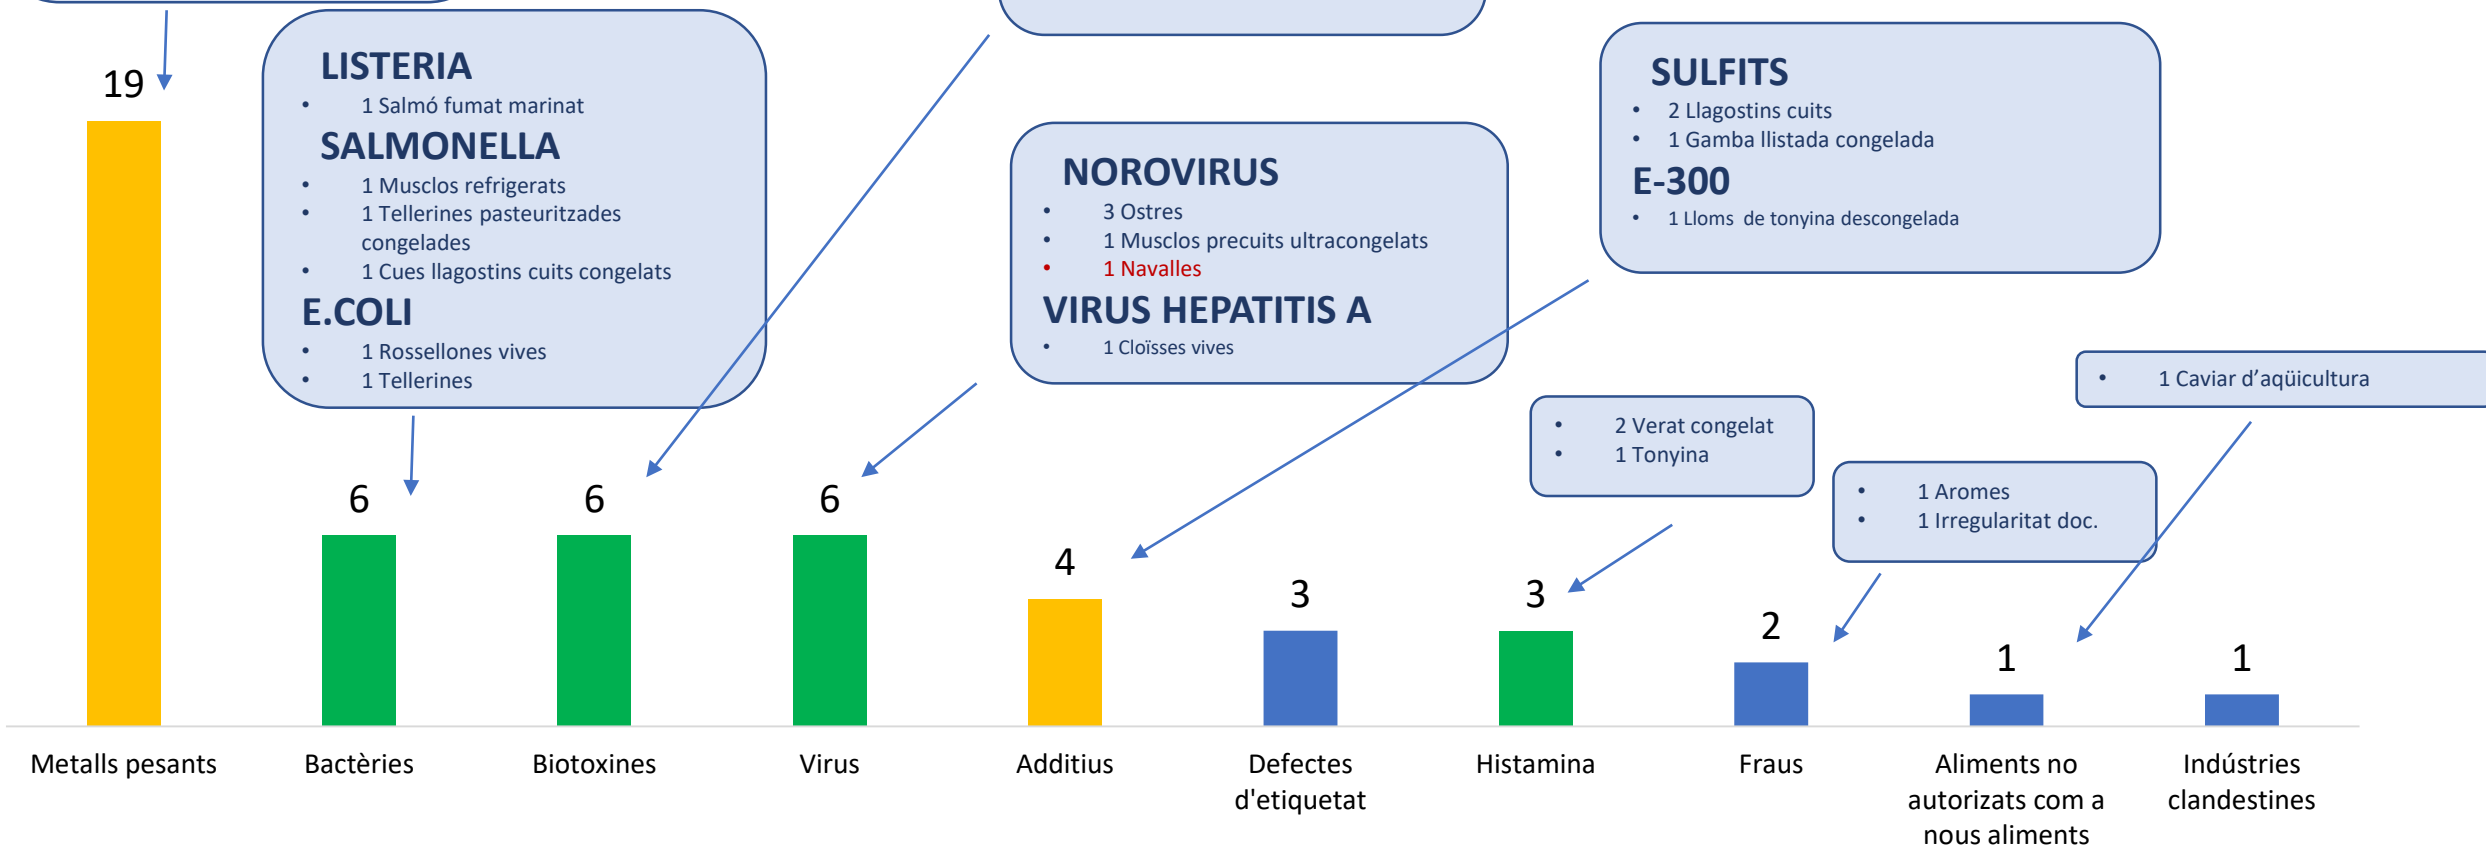 19
LISTERIA
• 1 Salmó fumat marinat
SALMONELLA
• 1 Musclos refrigerats
• 1 Tellerines pasteuritzades
congelades
• 1 Cues llagostins cuits congelats
E.COLI
• 1 Rossellones vives
• 1 Tellerines
NOROVIRUS
• 3 Ostres
• 1 Musclos precuits ultracongelats
• 1 Navalles
VIRUS HEPATITIS A
• 1 Cloïsses vives
SULFITS
• 2 Llagostins cuits
• 1 Gamba llistada congelada
E-300
• 1 Lloms de tonyina descongelada
• 1 Caviar d’aqüicultura
• 2 Verat congelat
• 1 Tonyina
• 1 Aromes
• 1 Irregularitat doc.
6
6
6
4
3
3
2
1
1
Metalls pesants
Bactèries
Biotoxines
Virus
Additius
Defectes
d'etiquetat
Histamina
Fraus
Aliments no
autorizats com a
nous aliments
Indústries
clandestines